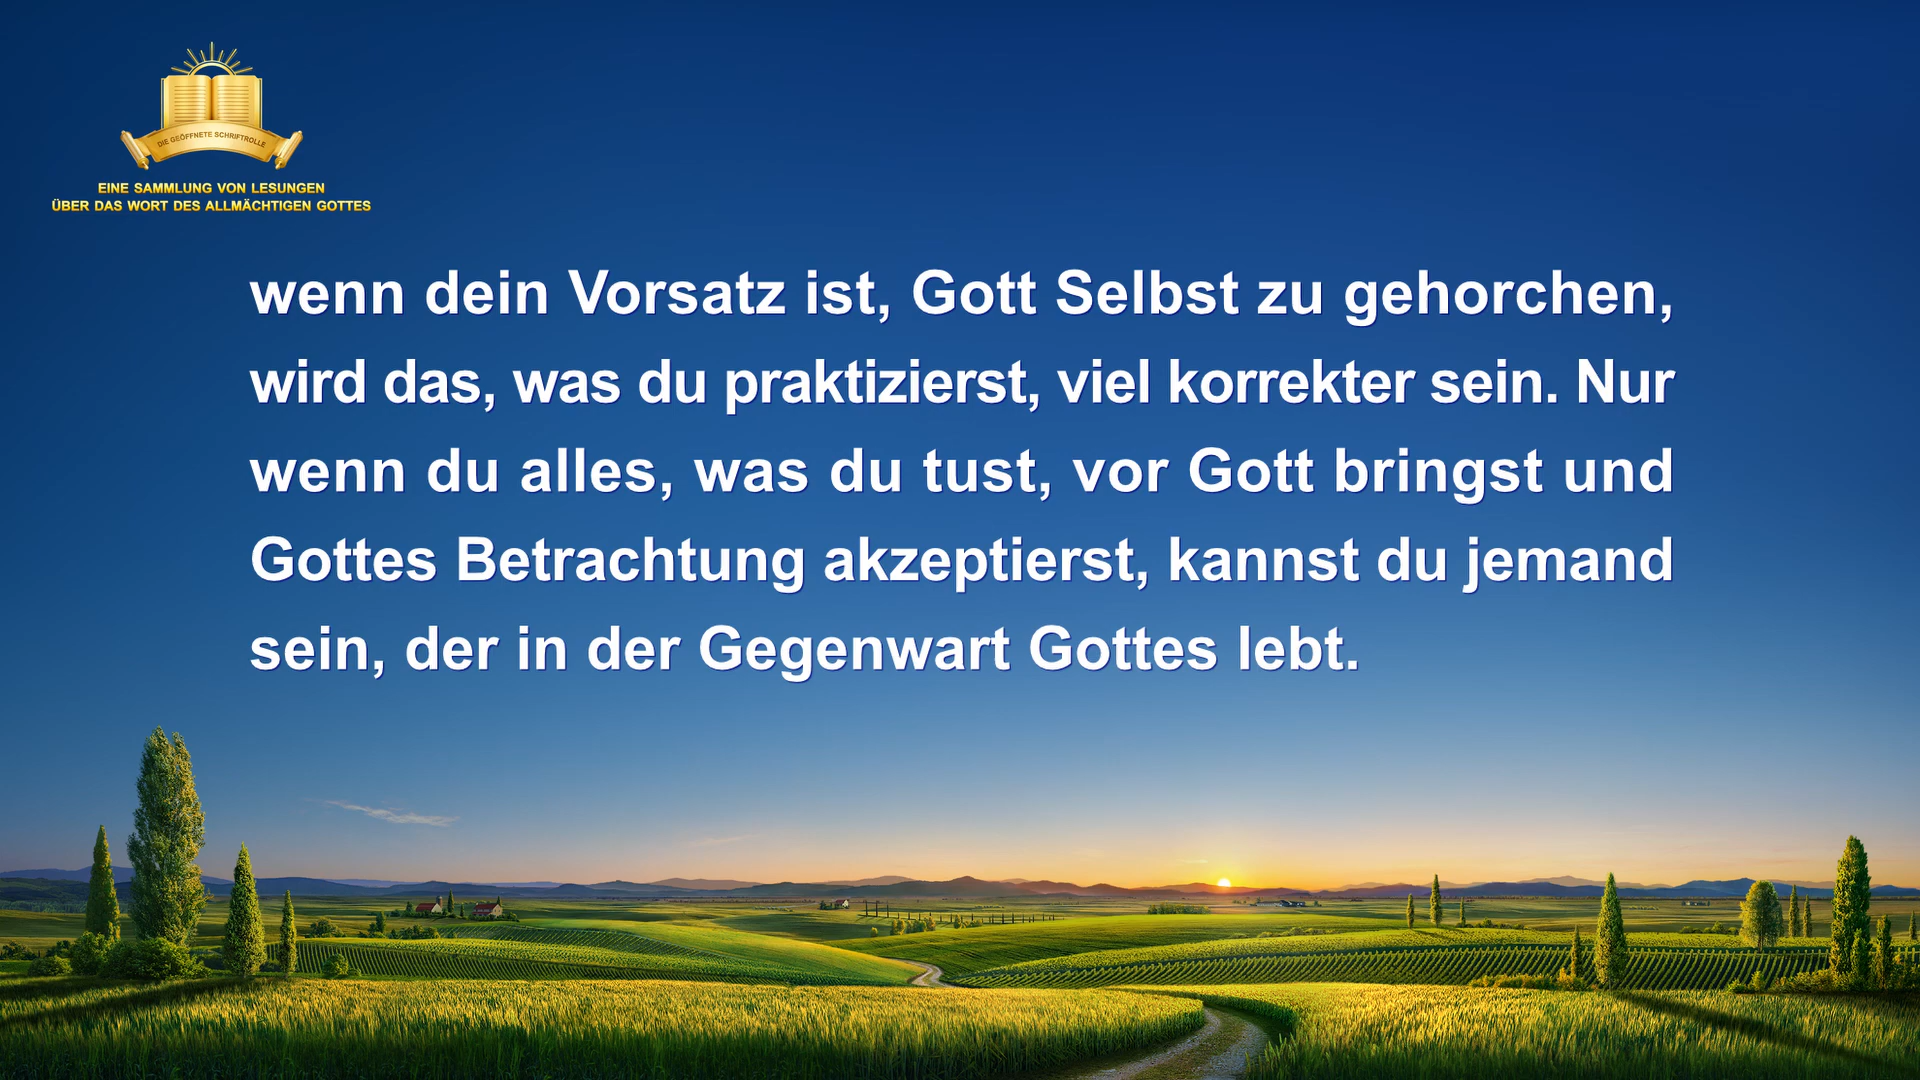 DIE GEÖFFNETE SCHRIFTROLLE
EINE SAMMLUNG VON LESUNGEN
ÜBER DAS WORT DES ALLMÄCHTIGEN GOTTES
wenn dein Vorsatz ist, Gott Selbst zu gehorchen,
wird das, was du praktizierst, viel korrekter sein. Nur
wenn du alles, was du tust, vor Gott bringst und
Gottes Betrachtung akzeptierst, kannst du jemand
sein, der in der Gegenwart Gottes lebt.